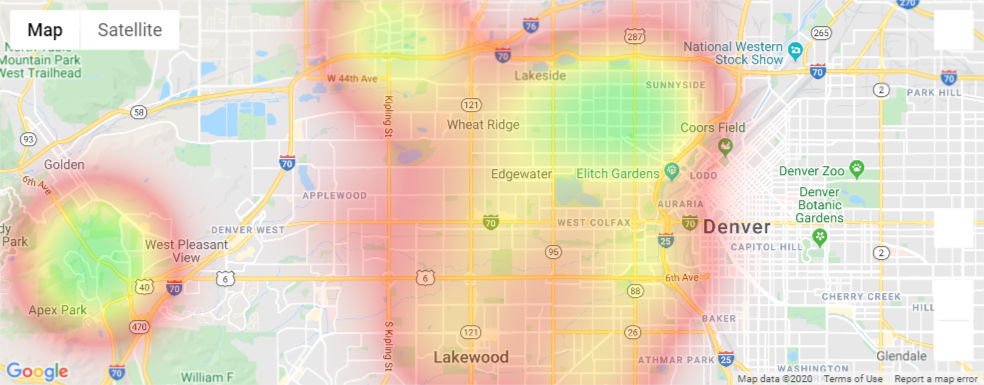 Map
Satellite
North Table
Mountain Park
West Trailhead
58
93
Golden
6th Ave
W 44th Ave
Kipling St
121
Wheat Ridge
Lakeside
70
76
287
270
265
National Western
Stock Show
70
70
2
PARK HILL
SUNNYSIDE
Coors Field
LODO
Edgewater
Elitch Gardens
Denver Zoo
Denver
Botanic
Gardens
70
APPLEWOOD
AURARIA
DENVER WEST
70
WEST COLFAX
70
Denver
25
CAPITOL HILL
95
2
dy
Park
West Pleasant
View
40
70
6
6
6th Ave
88
Apex Park
470
121
26
BAKER
CHERRY CREEK
HILL
S Kipling St
Lakewood
ATHMAR PARK
25
WASHINGTON
Glendale
70
William F
Google
Map data ©2020
Terms of Use
Report a map error